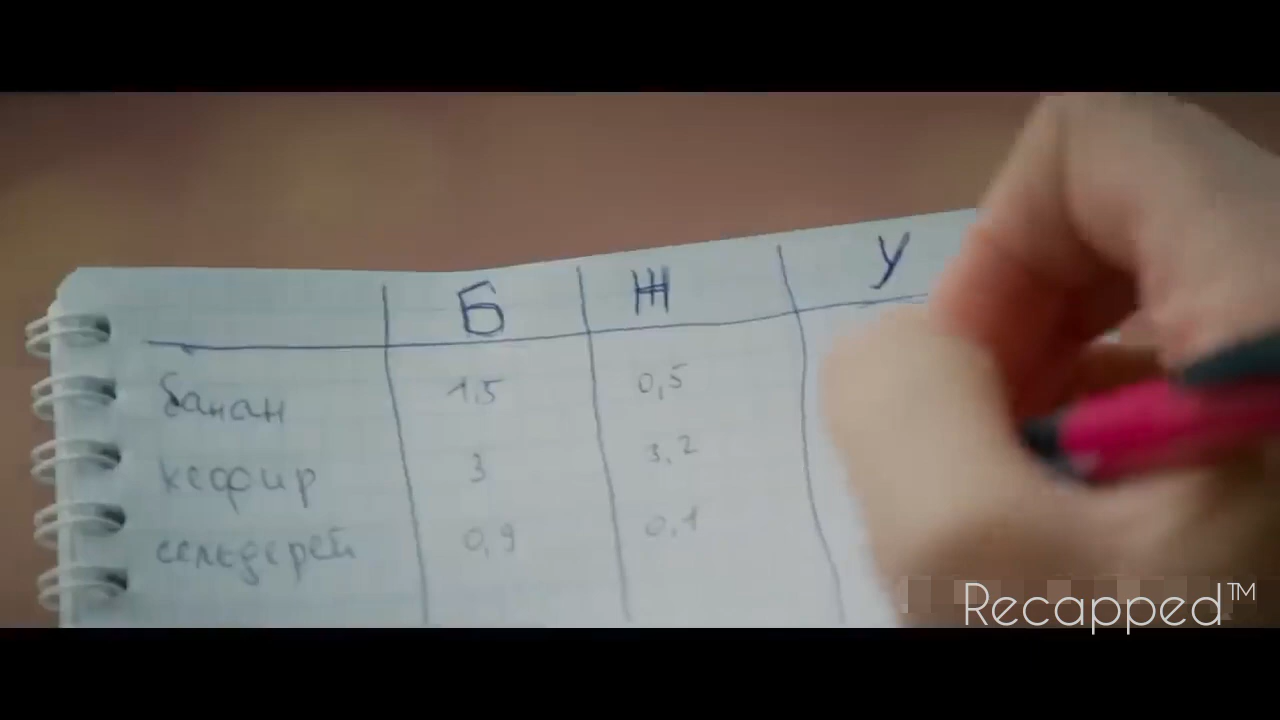 Б Ж У
банан 1,5 0,5
кефир 3 3,2
сельдерей 0,9 0,1
Recapped™